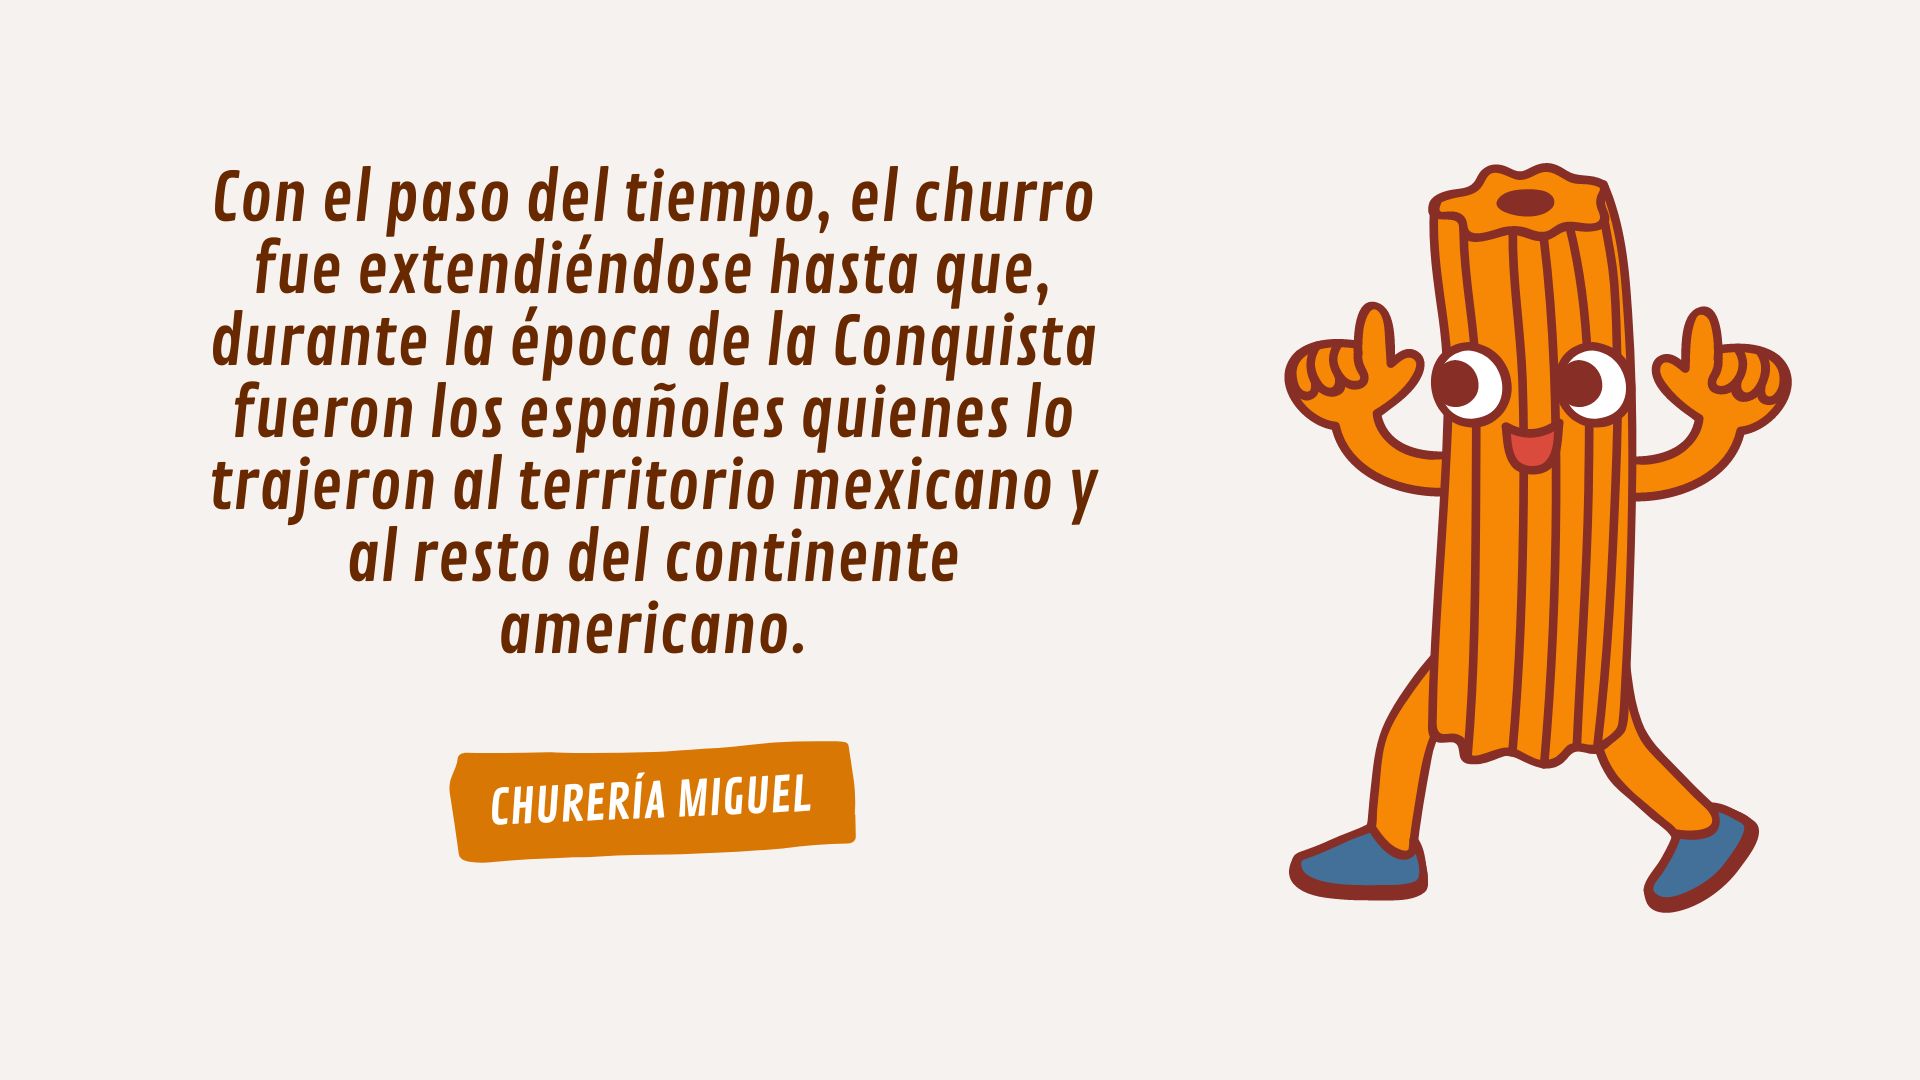 Con el paso del tiempo, el churro
fue extendiéndose hasta que,
durante la época de la Conquista
fueron los españoles quienes lo
trajeron al territorio mexicano y
al resto del continente
americano.
CHURERÍA MIGUEL